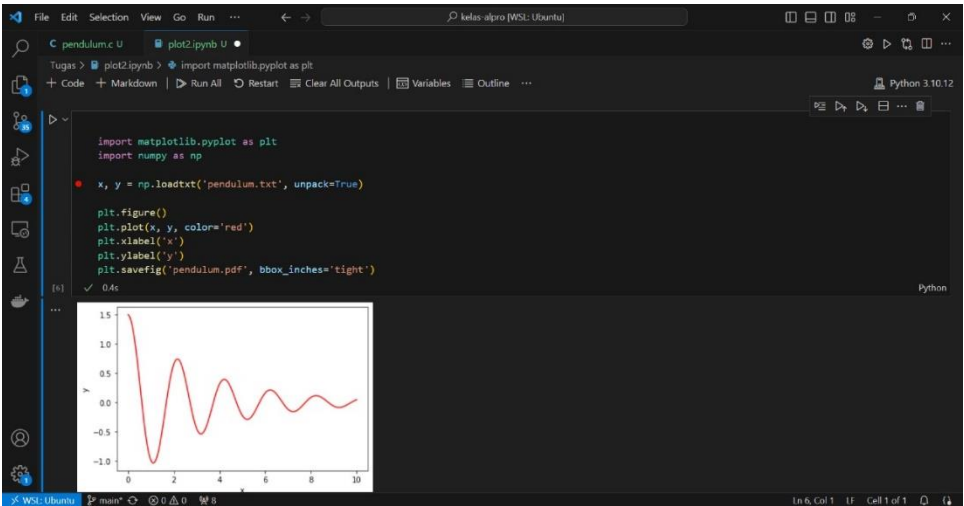 File Edit Selection View Go Run ··· ← → kelas-alpro [WSL: Ubuntu]
C pendulum.c U plot2.ipynb U ●
Tugas > plot2.ipynb > import matplotlib.pyplot as plt
+ Code + Markdown | Run All Restart Clear All Outputs | Variables Outline ··· Python 3.10.12
import matplotlib.pyplot as plt
import numpy as np
x, y = np.loadtxt('pendulum.txt', unpack=True)
plt.figure()
plt.plot(x, y, color='red')
plt.xlabel('x')
plt.ylabel('y')
plt.savefig('pendulum.pdf', bbox_inches='tight')
[6] ✓ 0.4s Python
1.5
1.0
0.5
y
0.0
−0.5
−1.0
0 2 4 6 8 10
x
1
35
4
1
WSL: Ubuntu main* 0 0 8 Ln 6, Col 1 LF Cell 1 of 1